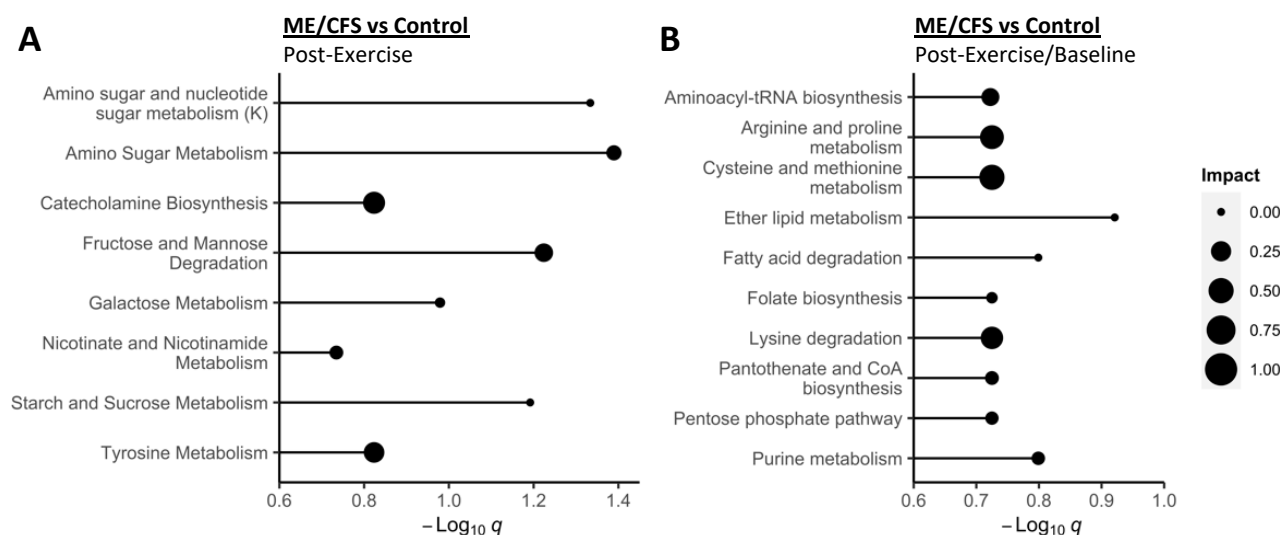 A
ME/CFS vs Control
Post-Exercise
Amino sugar and nucleotide
sugar metabolism (K)
Amino Sugar Metabolism
Catecholamine Biosynthesis
Fructose and Mannose
Degradation
Galactose Metabolism
Nicotinate and Nicotinamide
Metabolism
Starch and Sucrose Metabolism
Tyrosine Metabolism
0.6 0.8 1.0 1.2 1.4
−Log₁₀ q
B
ME/CFS vs Control
Post-Exercise/Baseline
Aminoacyl-tRNA biosynthesis
Arginine and proline
metabolism
Cysteine and methionine
metabolism
Ether lipid metabolism
Fatty acid degradation
Folate biosynthesis
Lysine degradation
Pantothenate and CoA
biosynthesis
Pentose phosphate pathway
Purine metabolism
0.6 0.7 0.8 0.9 1.0
−Log₁₀ q
Impact
0.00
0.25
0.50
0.75
1.00